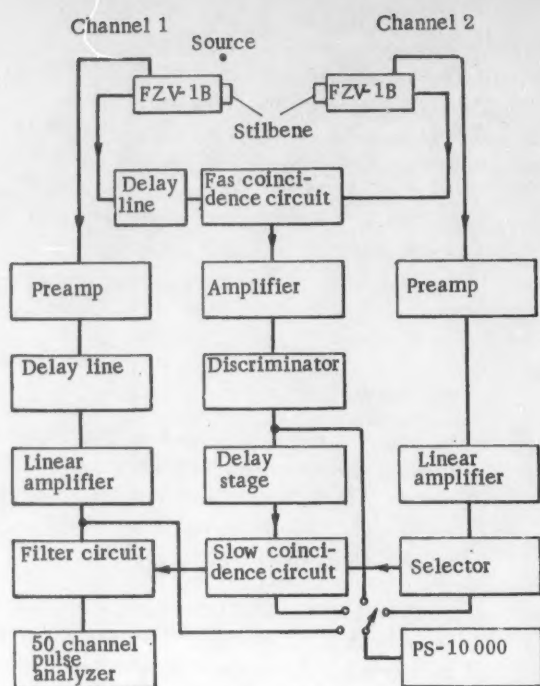 Channel 1
Source
Channel 2
FZV-1B
FZV-1B
Stilbene
Delay
line
Fas coinci-
dence circuit
Preamp
Amplifier
Preamp
Delay line
Discriminator
Linear
amplifier
Delay
stage
Linear
amplifier
Filter circuit
Slow coinci-
dence circuit
Selector
50 channel
pulse
analyzer
PS-10 000